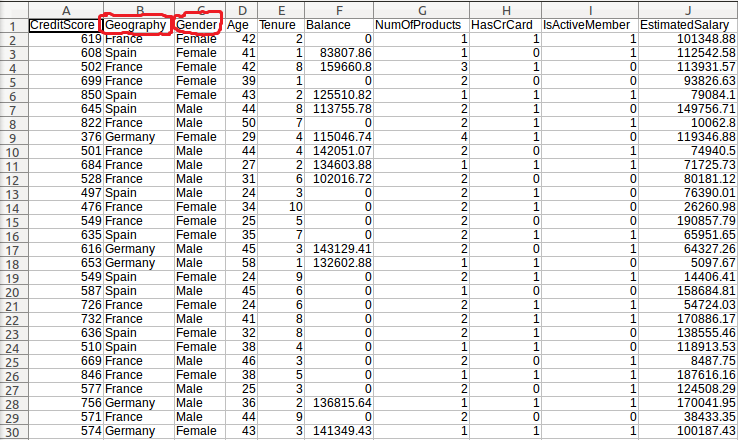 A B C D E F G H I J
1 CreditScore Geography Gender Age Tenure Balance NumOfProducts HasCrCard IsActiveMember EstimatedSalary
2 619 France Female 42 2 0 1 1 1 101348.88
3 608 Spain Female 41 1 83807.86 1 0 1 112542.58
4 502 France Female 42 8 159660.8 3 1 0 113931.57
5 699 France Female 39 1 0 2 0 0 93826.63
6 850 Spain Female 43 2 125510.82 1 1 1 79084.1
7 645 Spain Male 44 8 113755.78 2 1 0 149756.71
8 822 France Male 50 7 0 2 1 1 10062.8
9 376 Germany Female 29 4 115046.74 4 1 0 119346.88
10 501 France Male 44 4 142051.07 2 0 1 74940.5
11 684 France Male 27 2 134603.88 1 1 1 71725.73
12 528 France Male 31 6 102016.72 2 0 0 80181.12
13 497 Spain Male 24 3 0 2 1 0 76390.01
14 476 France Female 34 10 0 2 1 0 26260.98
15 549 France Female 25 5 0 2 0 0 190857.79
16 635 Spain Female 35 7 0 2 1 1 65951.65
17 616 Germany Male 45 3 143129.41 2 0 1 64327.26
18 653 Germany Male 58 1 132602.88 1 1 0 5097.67
19 549 Spain Female 24 9 0 2 1 1 14406.41
20 587 Spain Male 45 6 0 1 0 0 158684.81
21 726 France Female 24 6 0 2 1 1 54724.03
22 732 France Male 41 8 0 2 1 1 170886.17
23 636 Spain Female 32 8 0 2 1 0 138555.46
24 510 Spain Female 38 4 0 1 1 0 118913.53
25 669 France Male 46 3 0 2 0 1 8487.75
26 846 France Female 38 5 0 1 1 1 187616.16
27 577 France Male 25 3 0 2 0 1 124508.29
28 756 Germany Male 36 2 136815.64 1 1 1 170041.95
29 571 France Male 44 9 0 2 0 0 38433.35
30 574 Germany Female 43 3 141349.43 1 1 1 100187.43